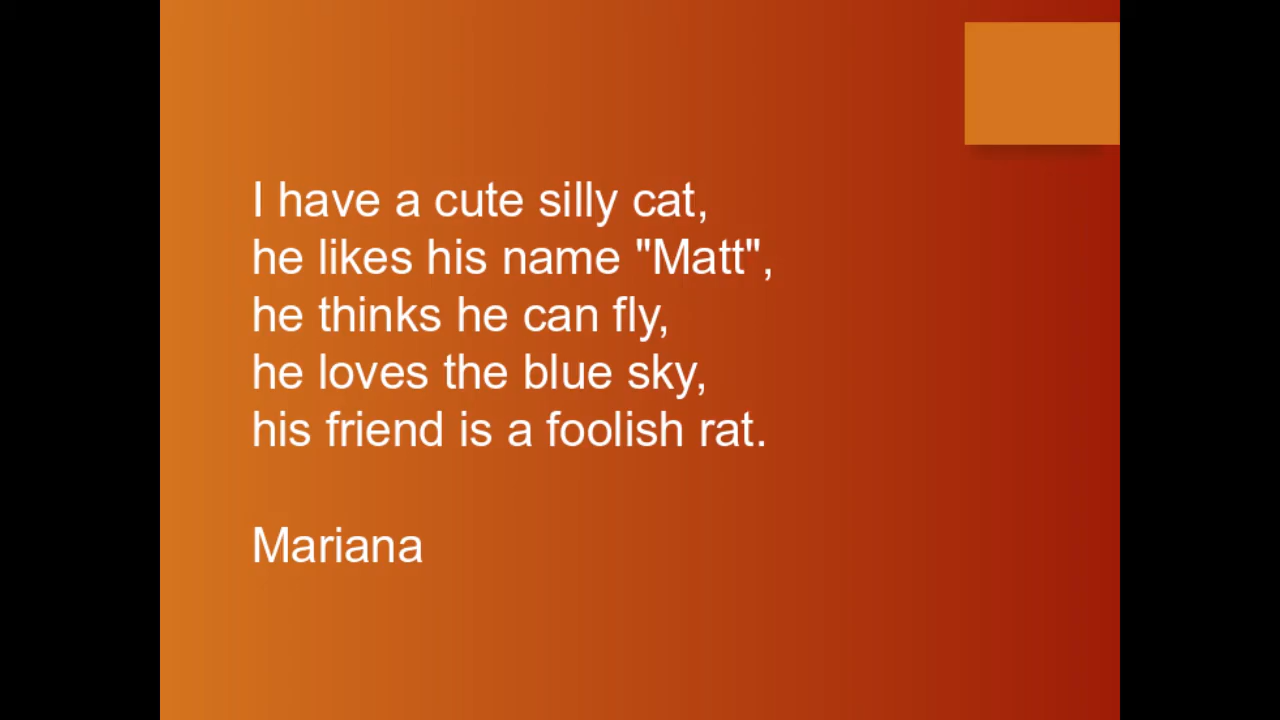 I have a cute silly cat,
he likes his name "Matt",
he thinks he can fly,
he loves the blue sky,
his friend is a foolish rat.
Mariana